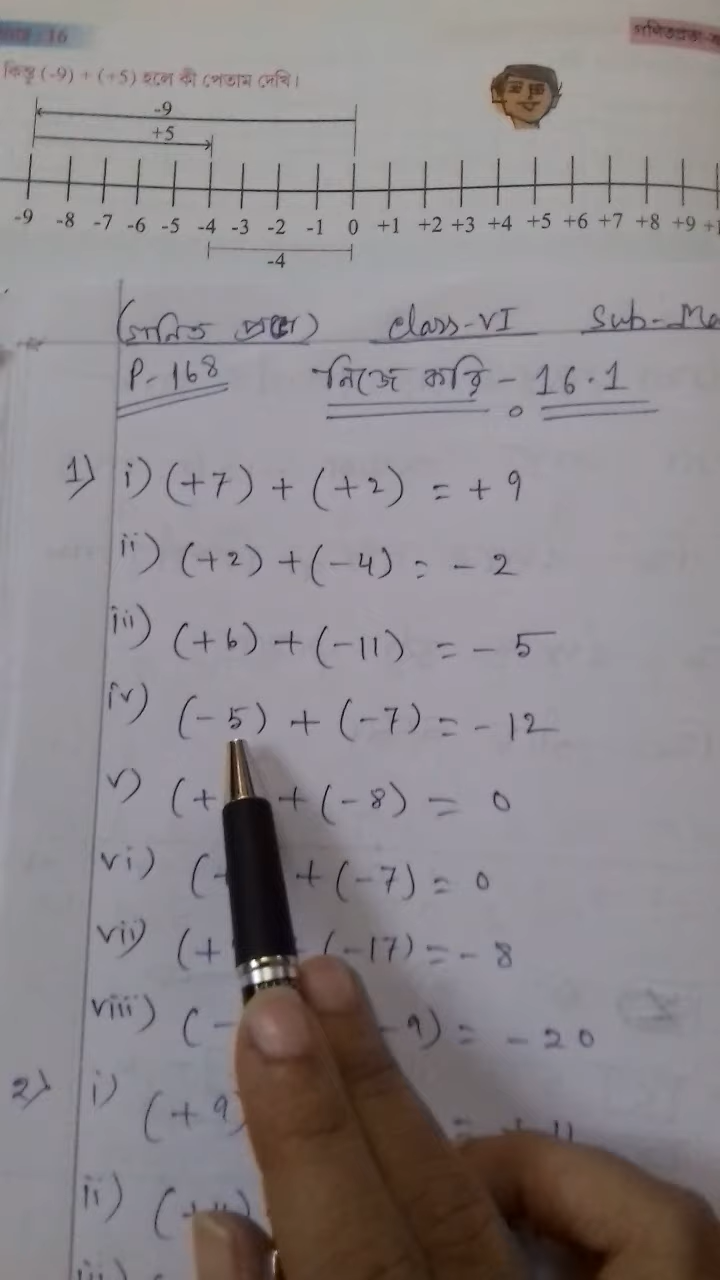 16
কিন্তু (-9) + (+5) হলে কী পেতাম দেখি।
-9
+5
-9 -8 -7 -6 -5 -4 -3 -2 -1 0 +1 +2 +3 +4 +5 +6 +7 +8 +9
-4
class-VI Sub-
P-168 নিজে করি - 16.1
1) i) (+7) + (+2) = +9
ii) (+2) + (-4) = -2
iii) (+6) + (-11) = -5
iv) (-5) + (-7) = -12
v) (+ + (-8) = 0
vi) ( + (-7) = 0
vii) (+ (-17) = -8
viii) (- -9) = -20
2) i) (+9) = + 11
ii) (